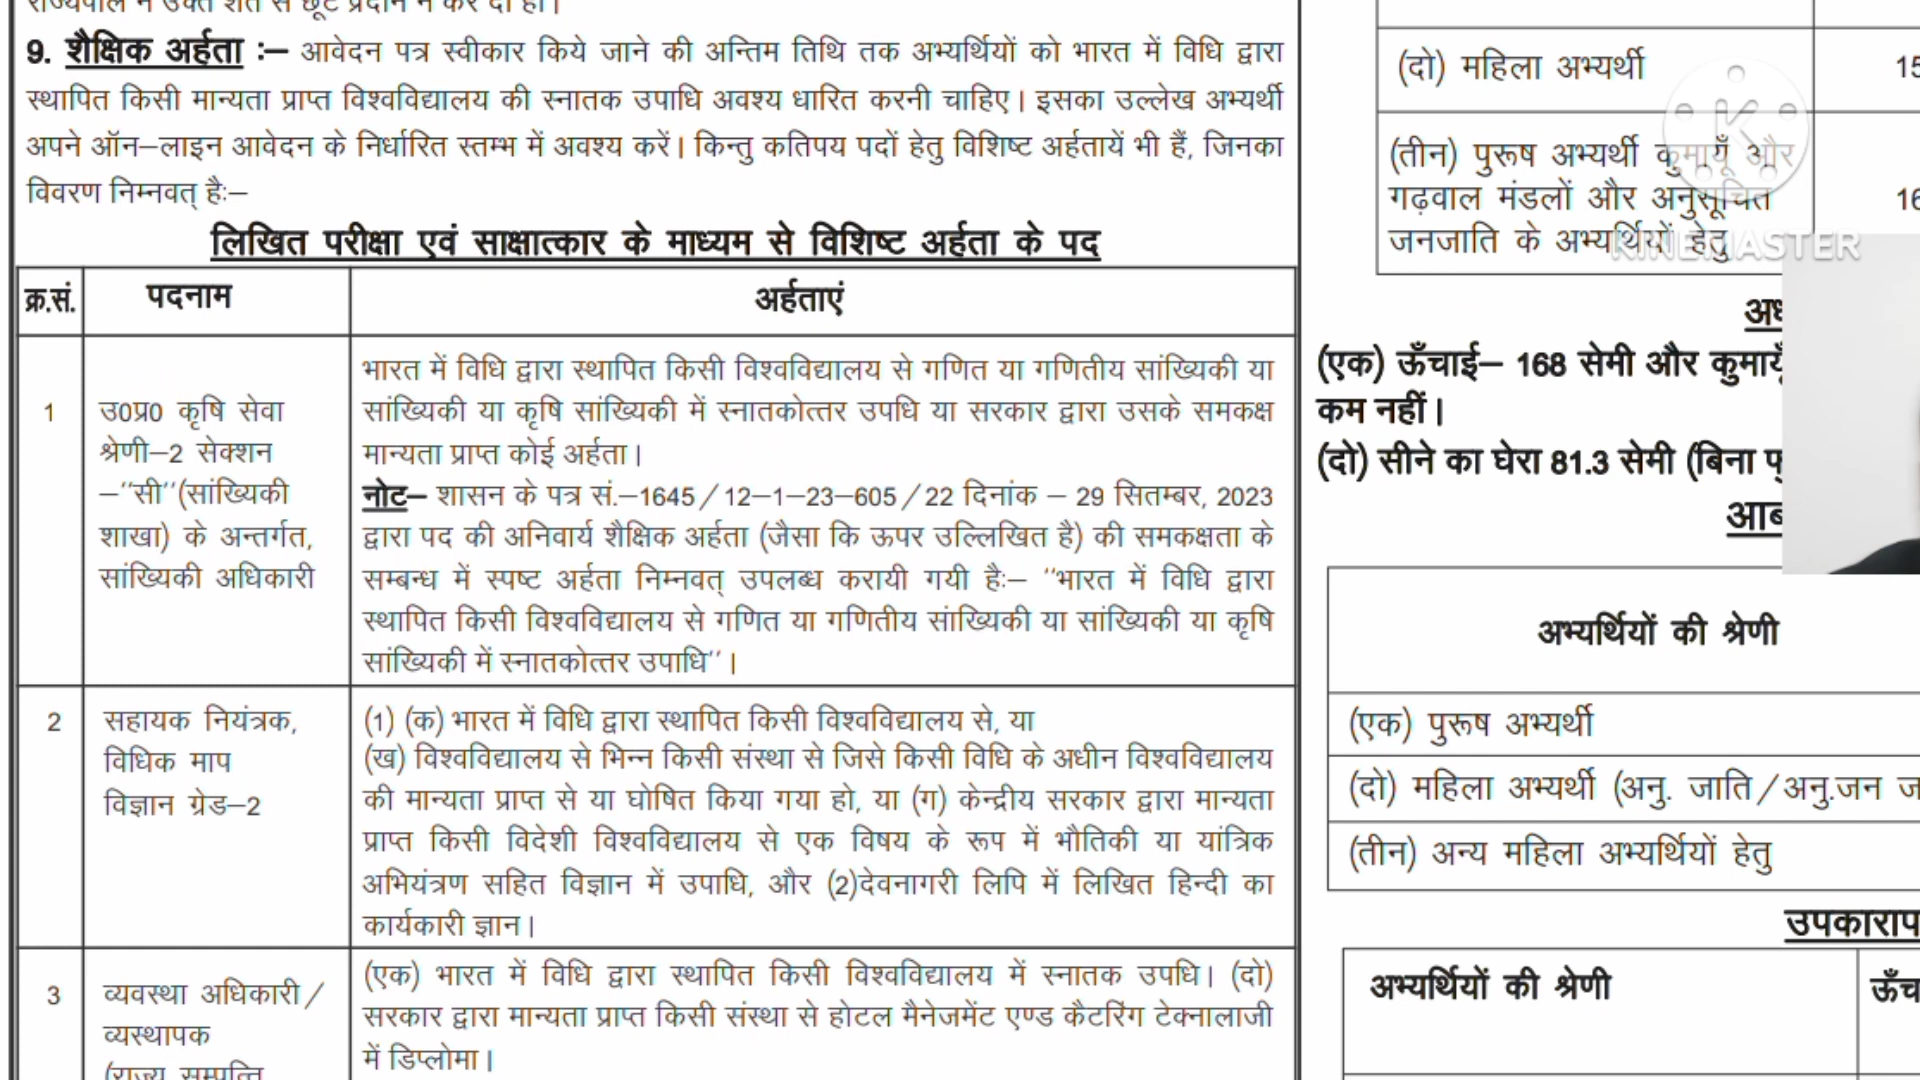 9. शैक्षिक अर्हता :– आवेदन पत्र स्वीकार किये जाने की अन्तिम तिथि तक अभ्यर्थियों को भारत में विधि द्वारा
स्थापित किसी मान्यता प्राप्त विश्वविद्यालय की स्नातक उपाधि अवश्य धारित करनी चाहिए। इसका उल्लेख अभ्यर्थी
अपने ऑन–लाइन आवेदन के निर्धारित स्तम्भ में अवश्य करें। किन्तु कतिपय पदों हेतु विशिष्ट अर्हतायें भी हैं, जिनका
विवरण निम्नवत् हैः–
लिखित परीक्षा एवं साक्षात्कार के माध्यम से विशिष्ट अर्हता के पद
क्र.सं. पदनाम अर्हताएं
1
उ0प्र0 कृषि सेवा
श्रेणी–2 सेक्शन
–''सी''(सांख्यिकी
शाखा) के अन्तर्गत,
सांख्यिकी अधिकारी
भारत में विधि द्वारा स्थापित किसी विश्वविद्यालय से गणित या गणितीय सांख्यिकी या
सांख्यिकी या कृषि सांख्यिकी में स्नातकोत्तर उपधि या सरकार द्वारा उसके समकक्ष
मान्यता प्राप्त कोई अर्हता।
नोट– शासन के पत्र सं.–1645/12–1–23–605/22 दिनांक – 29 सितम्बर, 2023
द्वारा पद की अनिवार्य शैक्षिक अर्हता (जैसा कि ऊपर उल्लिखित है) की समकक्षता के
सम्बन्ध में स्पष्ट अर्हता निम्नवत् उपलब्ध करायी गयी हैः– ''भारत में विधि द्वारा
स्थापित किसी विश्वविद्यालय से गणित या गणितीय सांख्यिकी या सांख्यिकी या कृषि
सांख्यिकी में स्नातकोत्तर उपाधि''।
2
सहायक नियंत्रक,
विधिक माप
विज्ञान ग्रेड–2
(1) (क) भारत में विधि द्वारा स्थापित किसी विश्वविद्यालय से, या
(ख) विश्वविद्यालय से भिन्न किसी संस्था से जिसे किसी विधि के अधीन विश्वविद्यालय
की मान्यता प्राप्त से या घोषित किया गया हो, या (ग) केन्द्रीय सरकार द्वारा मान्यता
प्राप्त किसी विदेशी विश्वविद्यालय से एक विषय के रूप में भौतिकी या यांत्रिक
अभियंत्रण सहित विज्ञान में उपाधि, और (2)देवनागरी लिपि में लिखित हिन्दी का
कार्यकारी ज्ञान।
3
व्यवस्था अधिकारी/
व्यस्थापक
(राज्य सम्पत्ति
(एक) भारत में विधि द्वारा स्थापित किसी विश्वविद्यालय में स्नातक उपधि। (दो)
सरकार द्वारा मान्यता प्राप्त किसी संस्था से होटल मैनेजमेंट एण्ड कैटरिंग टेक्नालाजी
में डिप्लोमा।
(दो) महिला अभ्यर्थी 15
(तीन) पुरूष अभ्यर्थी कुमायूँ और
गढ़वाल मंडलों और अनुसूचित 16
जनजाति के अभ्यर्थियों हेतु
KINEMASTER
(एक) ऊँचाई– 168 सेमी और कुमायूँ
कम नहीं।
(दो) सीने का घेरा 81.3 सेमी (बिना
अभ्यर्थियों की श्रेणी
(एक) पुरूष अभ्यर्थी
(दो) महिला अभ्यर्थी (अनु. जाति/अनु.जन ज
(तीन) अन्य महिला अभ्यर्थियों हेतु
उपकाराप
अभ्यर्थियों की श्रेणी ऊँच